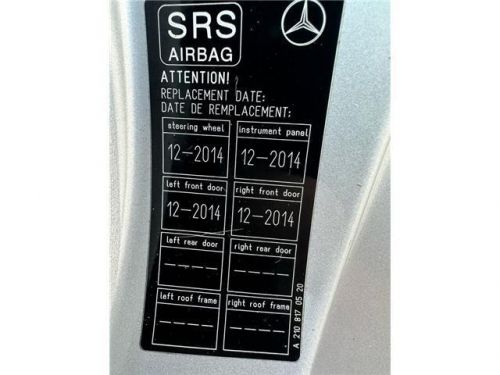 SRS
AIRBAG
ATTENTION!
REPLACEMENT DATE:
DATE DE REMPLACEMENT:
steering wheel instrument panel
12-2014 12-2014
left front door right front door
12-2014 12-2014
left rear door right rear door
---- ----
left roof frame right roof frame
---- ----
A 210 817 05 20